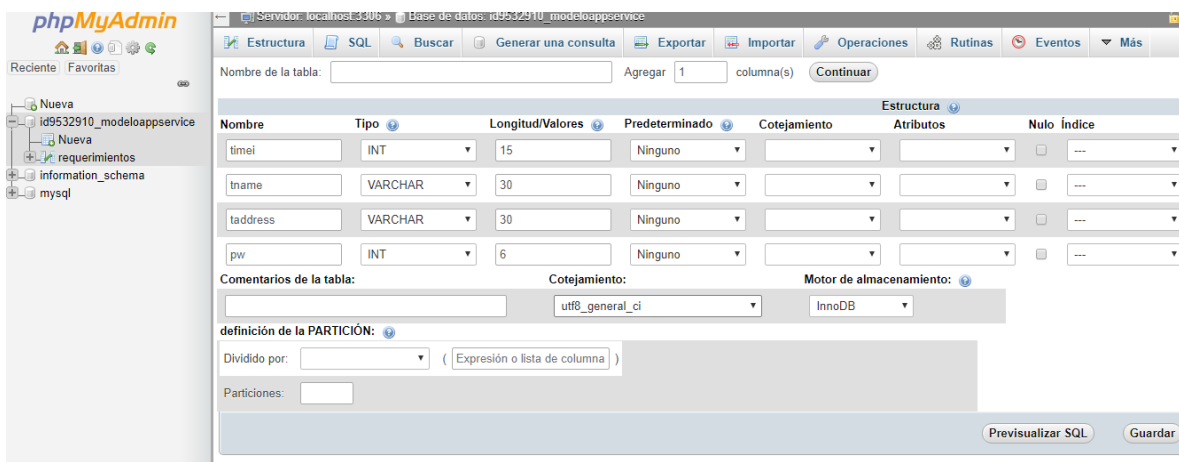 phpMyAdmin
Reciente Favoritas
Nueva
id9532910_modeloappservice
Nueva
requerimientos
information_schema
mysql
Servidor: localhost:3306 » Base de datos: id9532910_modeloappservice
Estructura SQL Buscar Generar una consulta Exportar Importar Operaciones Rutinas Eventos Más
Nombre de la tabla: Agregar 1 columna(s) Continuar
Estructura
Nombre Tipo Longitud/Valores Predeterminado Cotejamiento Atributos Nulo Índice
timei INT 15 Ninguno ---
tname VARCHAR 30 Ninguno ---
taddress VARCHAR 30 Ninguno ---
pw INT 6 Ninguno ---
Comentarios de la tabla: Cotejamiento: Motor de almacenamiento:
utf8_general_ci InnoDB
definición de la PARTICIÓN:
Dividido por: ( Expresión o lista de columna )
Particiones:
Previsualizar SQL Guardar